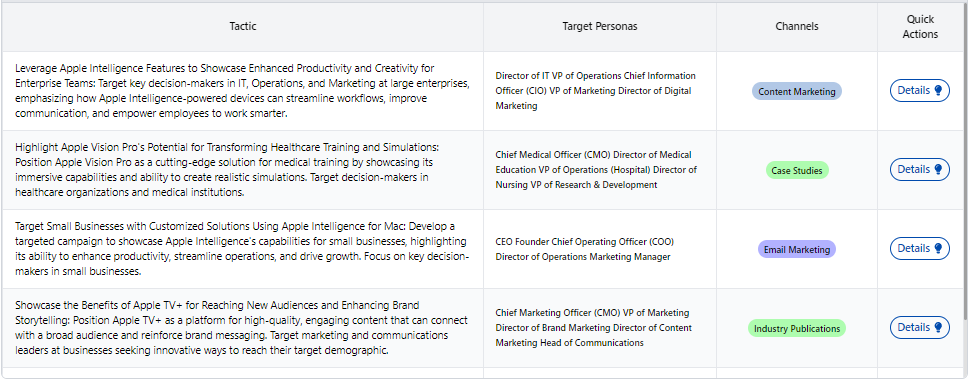 Tactic
Target Personas
Channels
Quick
Actions
Leverage Apple Intelligence Features to Showcase Enhanced Productivity and Creativity for
Enterprise Teams: Target key decision-makers in IT, Operations, and Marketing at large enterprises,
emphasizing how Apple Intelligence-powered devices can streamline workflows, improve
communication, and empower employees to work smarter.
Director of IT VP of Operations Chief Information
Officer (CIO) VP of Marketing Director of Digital
Marketing
Content Marketing
Details
Highlight Apple Vision Pro's Potential for Transforming Healthcare Training and Simulations:
Position Apple Vision Pro as a cutting-edge solution for medical training by showcasing its
immersive capabilities and ability to create realistic simulations. Target decision-makers in
healthcare organizations and medical institutions.
Chief Medical Officer (CMO) Director of Medical
Education VP of Operations (Hospital) Director of
Nursing VP of Research & Development
Case Studies
Details
Target Small Businesses with Customized Solutions Using Apple Intelligence for Mac: Develop a
targeted campaign to showcase Apple Intelligence's capabilities for small businesses, highlighting
its ability to enhance productivity, streamline operations, and drive growth. Focus on key decision-
makers in small businesses.
CEO Founder Chief Operating Officer (COO)
Director of Operations Marketing Manager
Email Marketing
Details
Showcase the Benefits of Apple TV+ for Reaching New Audiences and Enhancing Brand
Storytelling: Position Apple TV+ as a platform for high-quality, engaging content that can connect
with a broad audience and reinforce brand messaging. Target marketing and communications
leaders at businesses seeking innovative ways to reach their target demographic.
Chief Marketing Officer (CMO) VP of Marketing
Director of Brand Marketing Director of Content
Marketing Head of Communications
Industry Publications
Details